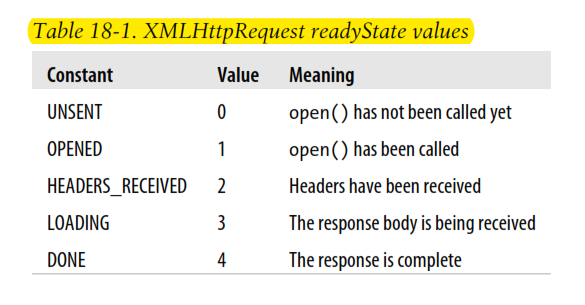 Table 18-1. XMLHttpRequest readyState values
Constant Value Meaning
UNSENT 0 open() has not been called yet
OPENED 1 open() has been called
HEADERS_RECEIVED 2 Headers have been received
LOADING 3 The response body is being received
DONE 4 The response is complete